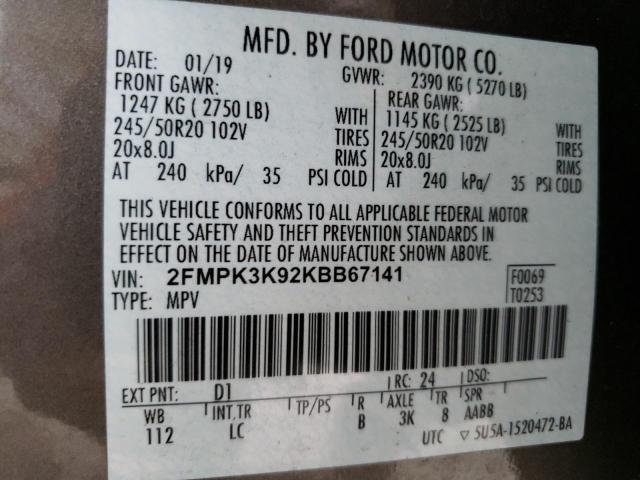 MFD. BY FORD MOTOR CO.
DATE: 01/19 GVWR: 2390 KG (5270 LB)
FRONT GAWR: REAR GAWR:
1247 KG (2750 LB) WITH 1145 KG (2525 LB) WITH
245/50R20 102V TIRES 245/50R20 102V TIRES
20x8.0J RIMS 20x8.0J RIMS
AT 240 kPa/ 35 PSI COLD AT 240 kPa/ 35 PSI COLD
THIS VEHICLE CONFORMS TO ALL APPLICABLE FEDERAL MOTOR
VEHICLE SAFETY AND THEFT PREVENTION STANDARDS IN
EFFECT ON THE DATE OF MANUFACTURE SHOWN ABOVE.
VIN: 2FMPK3K92KBB67141 F0069
TYPE: MPV T0253
EXT PNT: D1 RC: 24 DSO:
WB INT.TR TP/PS R AXLE TR SPR
112 LC B 3K 8 AABB
UTC ▽ 5U5A-1520472-BA